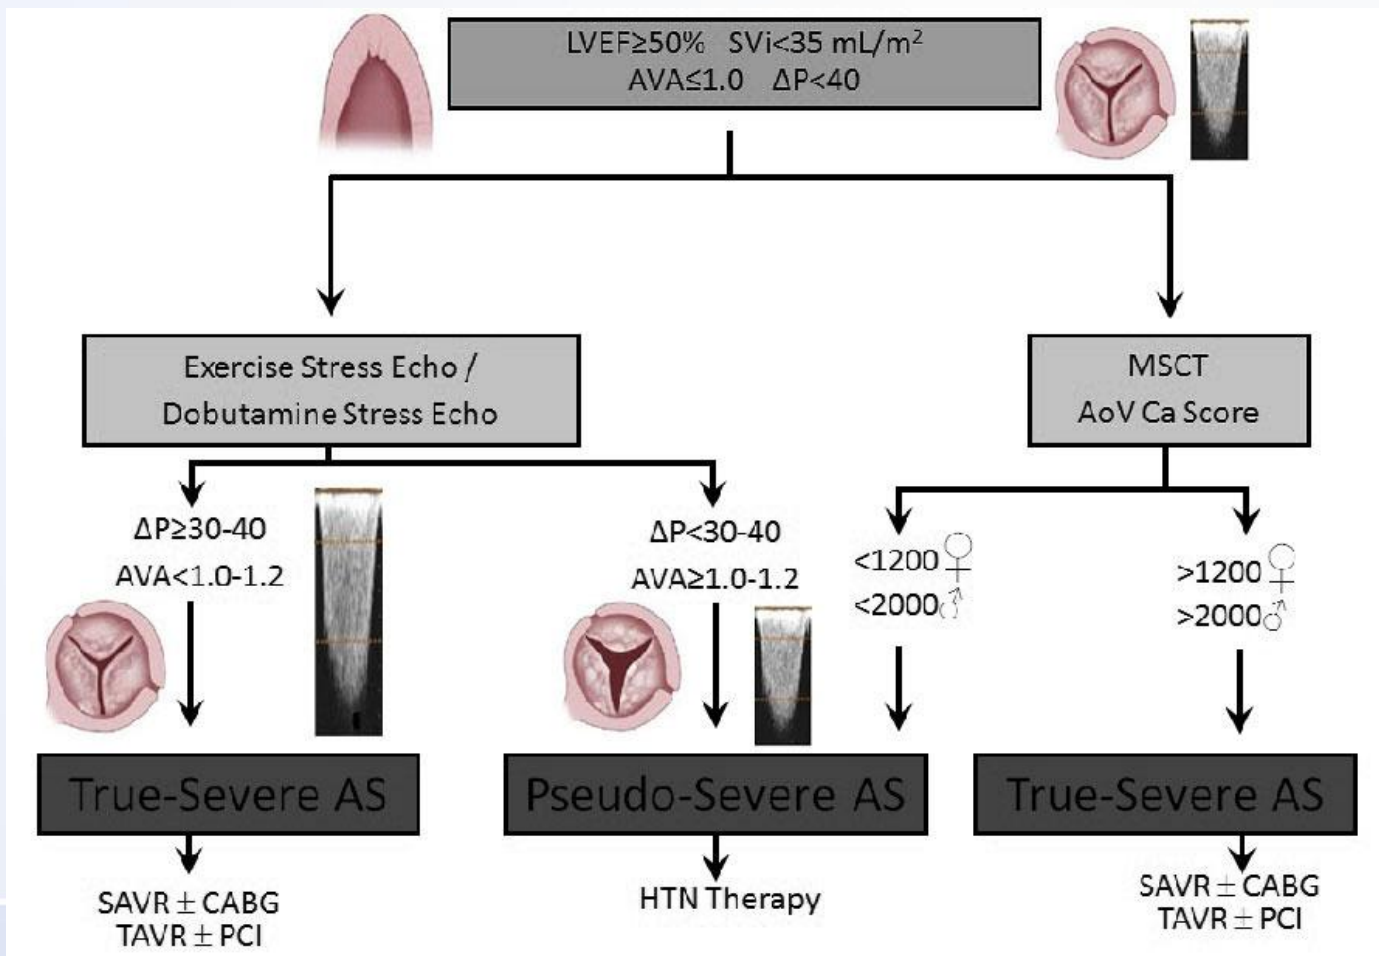 LVEF≥50% SVi<35 mL/m²
AVA≤1.0 ΔP<40
Exercise Stress Echo /
Dobutamine Stress Echo
MSCT
AoV Ca Score
ΔP≥30-40
AVA<1.0-1.2
ΔP<30-40
AVA≥1.0-1.2
<1200♀
<2000♂
>1200♀
>2000♂
True-Severe AS
Pseudo-Severe AS
True-Severe AS
SAVR ± CABG
TAVR ± PCI
HTN Therapy
SAVR ± CABG
TAVR ± PCI